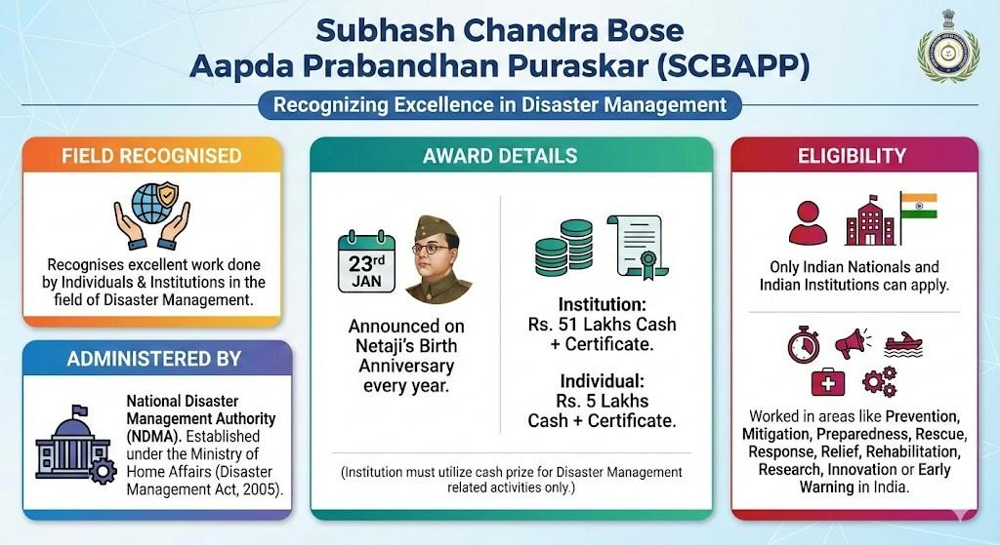 Subhash Chandra Bose
Aapda Prabandhan Puraskar (SCBAPP)
Recognizing Excellence in Disaster Management
FIELD RECOGNISED
Recognises excellent work done
by Individuals & Institutions in the
field of Disaster Management.
ADMINISTERED BY
National Disaster
Management Authority
(NDMA). Established
under the Ministry of
Home Affairs (Disaster
Management Act, 2005).
AWARD DETAILS
23rd
JAN
Announced on
Netaji's Birth
Anniversary
every year.
Institution:
Rs. 51 Lakhs Cash
+ Certificate.
Individual:
Rs. 5 Lakhs
Cash + Certificate.
(Institution must utilize cash prize for Disaster Management
related activities only.)
ELIGIBILITY
Only Indian Nationals and
Indian Institutions can apply.
Worked in areas like Prevention,
Mitigation, Preparedness, Rescue,
Response, Relief, Rehabilitation,
Research, Innovation or Early
Warning in India.